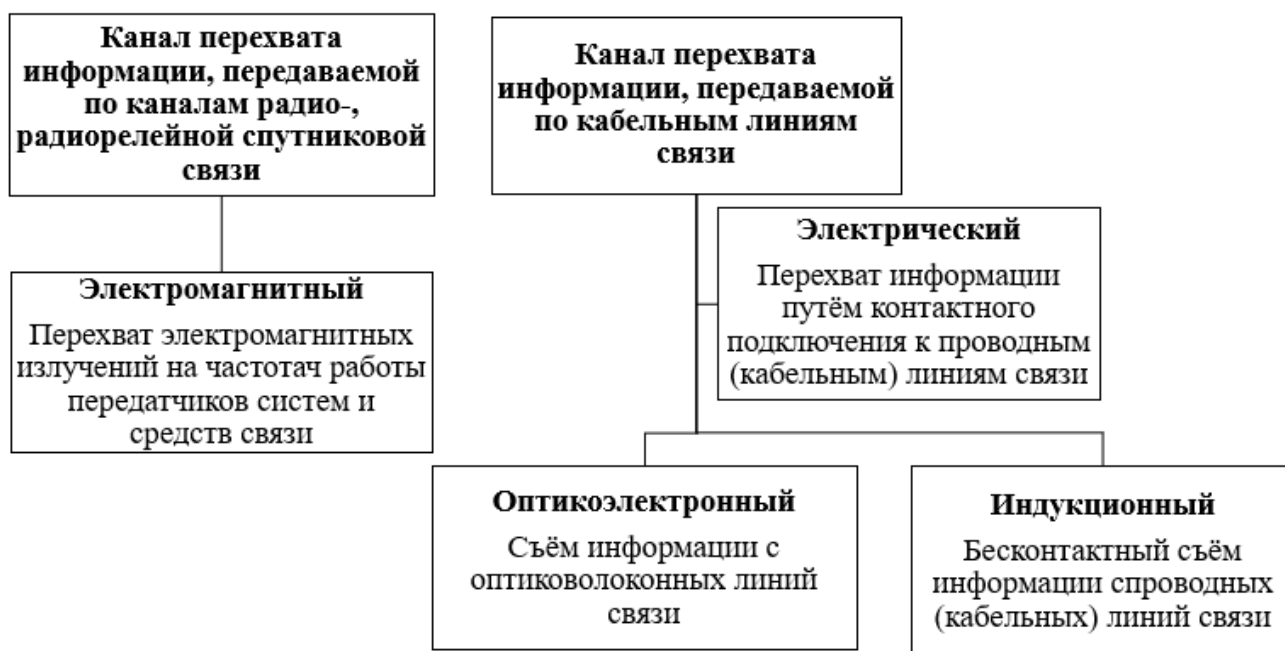 Канал перехвата
информации, передаваемой
по каналам радио-,
радиорелейной спутниковой
связи
Электромагнитный
Перехват электромагнитных
излучений на частотач работы
передатчиков систем и
средств связи
Канал перехвата
информации, передаваемой
по кабельным линиям
связи
Электрический
Перехват информации
путём контактного
подключения к проводным
(кабельным) линиям связи
Оптикоэлектронный
Съём информации с
оптиковолоконных линий
связи
Индукционный
Бесконтактный съём
информации спроводных
(кабельных) линий связи